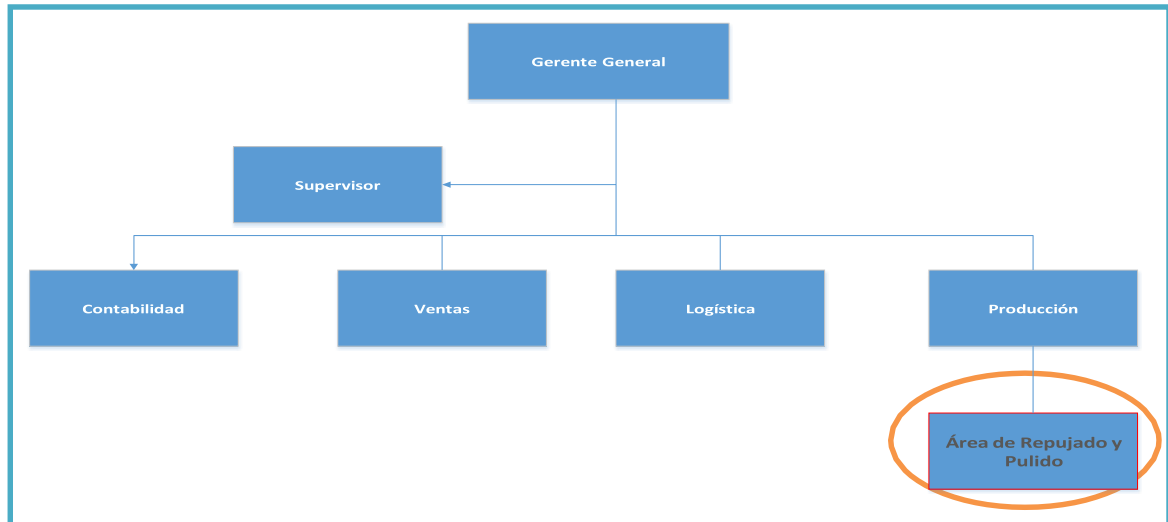 Gerente General
Supervisor
Contabilidad
Ventas
Logística
Producción
Área de Repujado y
Pulido